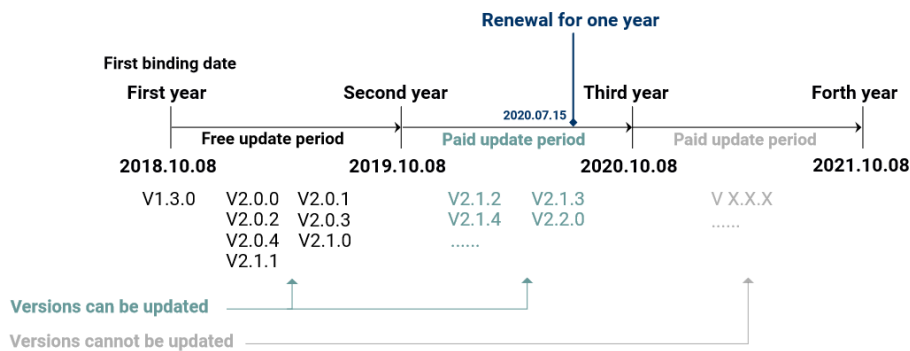 Renewal for one year
First binding date
First year Second year Third year Forth year
2020.07.15
Free update period Paid update period Paid update period
2018.10.08 2019.10.08 2020.10.08 2021.10.08
V1.3.0 V2.0.0 V2.0.1 V2.1.2 V2.1.3 V X.X.X
V2.0.2 V2.0.3 V2.1.4 V2.2.0 ......
V2.0.4 V2.1.0 ......
V2.1.1
Versions can be updated
Versions cannot be updated